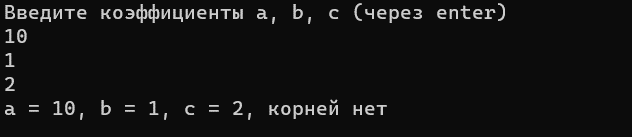 Введите коэффициенты a, b, c (через enter)
10
1
2
a = 10, b = 1, c = 2, корней нет